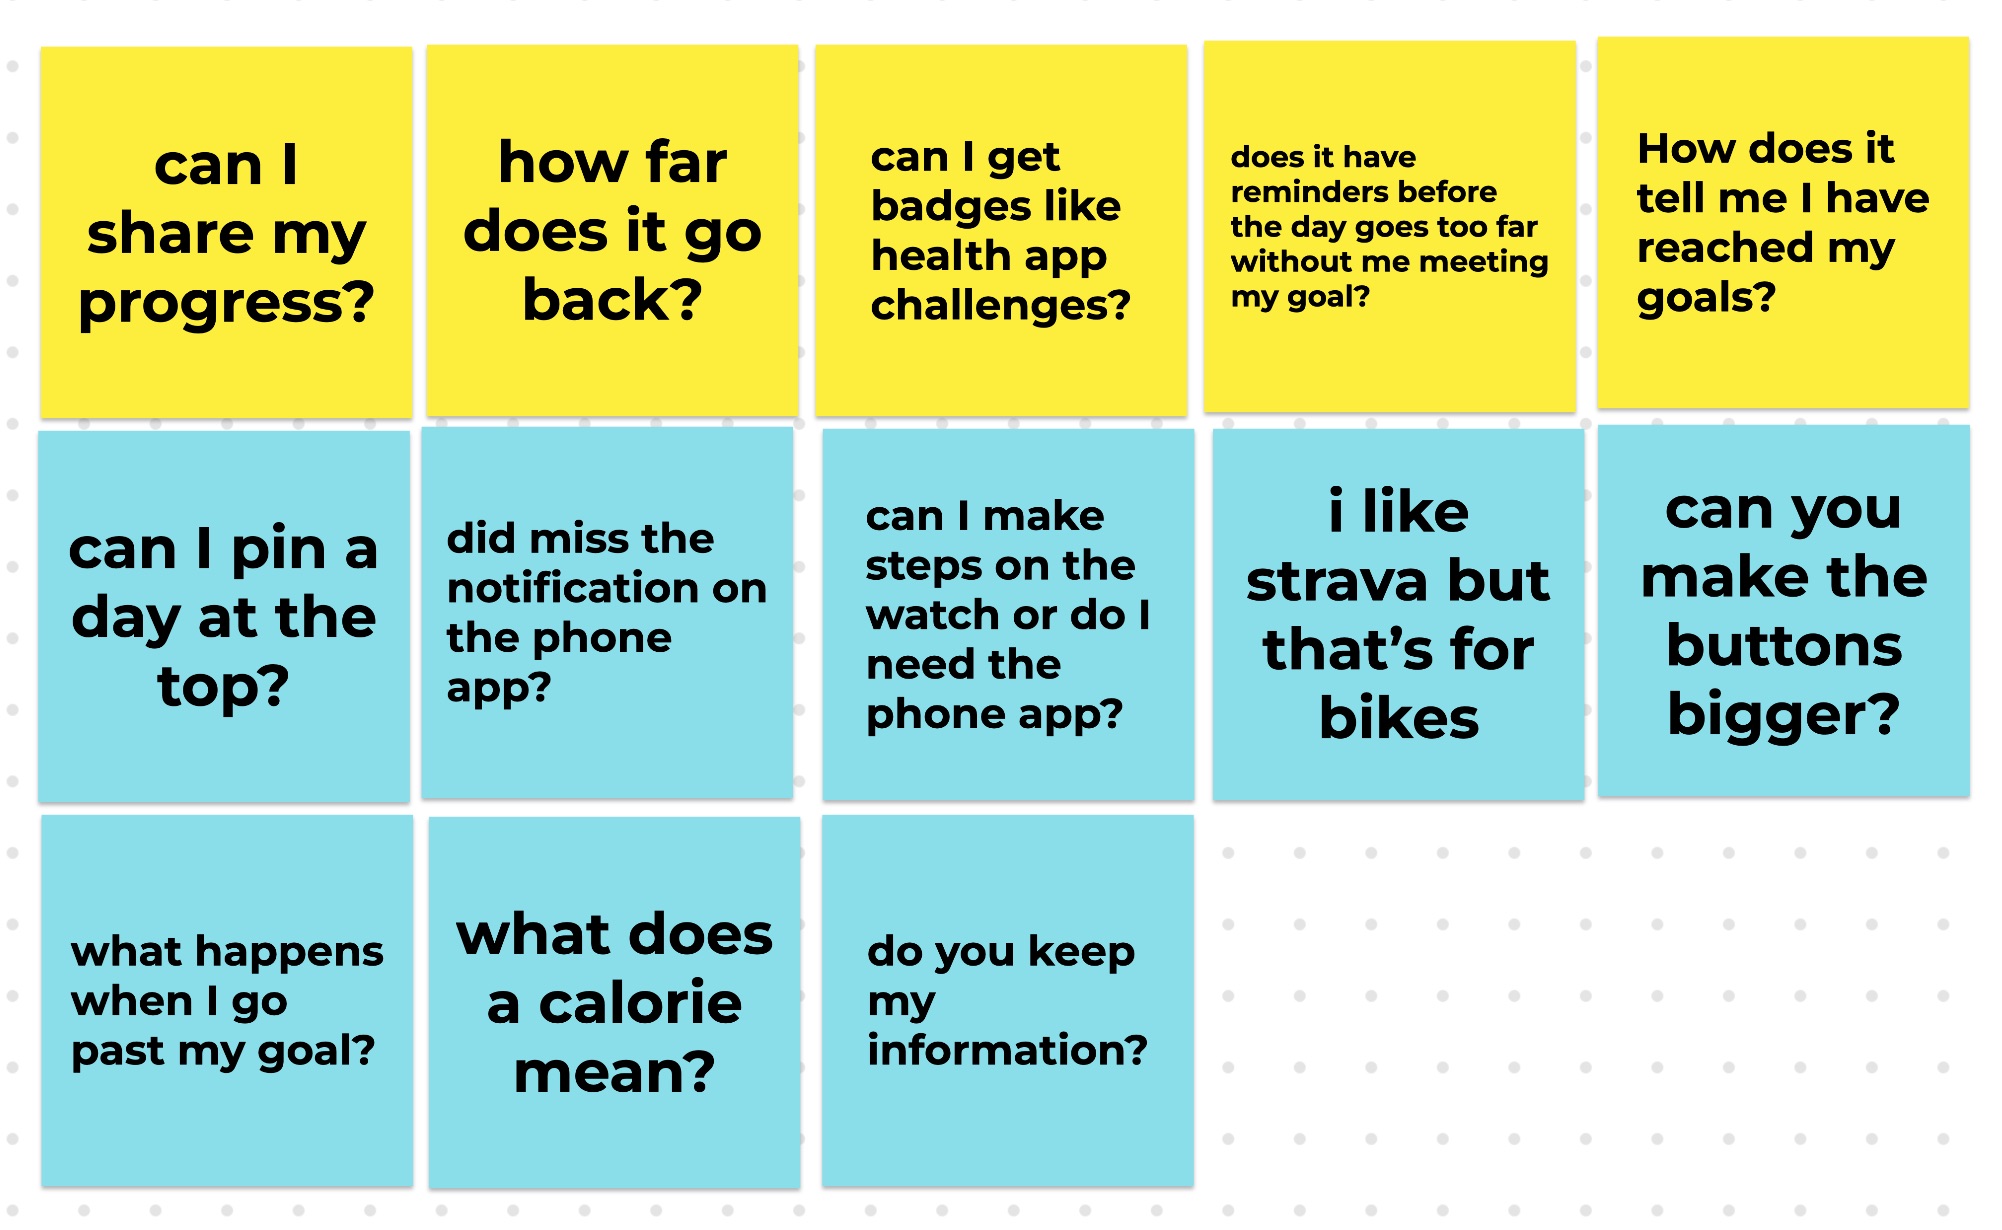 can I
share my
progress?
how far
does it go
back?
can I get
badges like
health app
challenges?
does it have
reminders before
the day goes too far
without me meeting
my goal?
How does it
tell me I have
reached my
goals?
can I pin a
day at the
top?
did miss the
notification on
the phone
app?
can I make
steps on the
watch or do I
need the
phone app?
i like
strava but
that’s for
bikes
can you
make the
buttons
bigger?
what happens
when I go
past my goal?
what does
a calorie
mean?
do you keep
my
information?